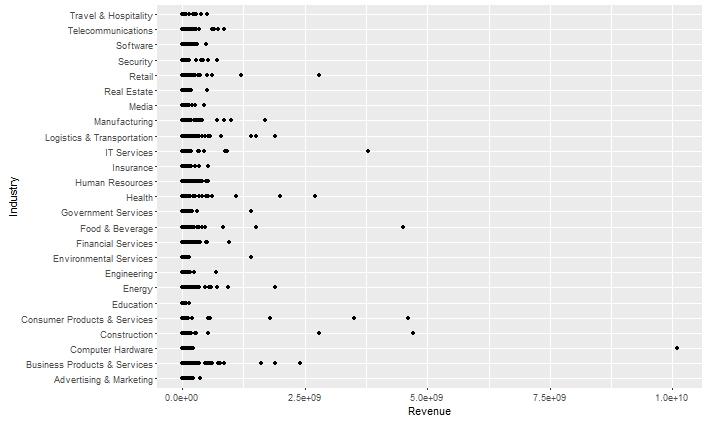 Travel & Hospitality
Telecommunications
Software
Security
Retail
Real Estate
Media
Manufacturing
Logistics & Transportation
IT Services
Insurance
Human Resources
Health
Government Services
Food & Beverage
Financial Services
Environmental Services
Engineering
Energy
Education
Consumer Products & Services
Construction
Computer Hardware
Business Products & Services
Advertising & Marketing
Industry
0.0e+00 2.5e+09 5.0e+09 7.5e+09 1.0e+10
Revenue